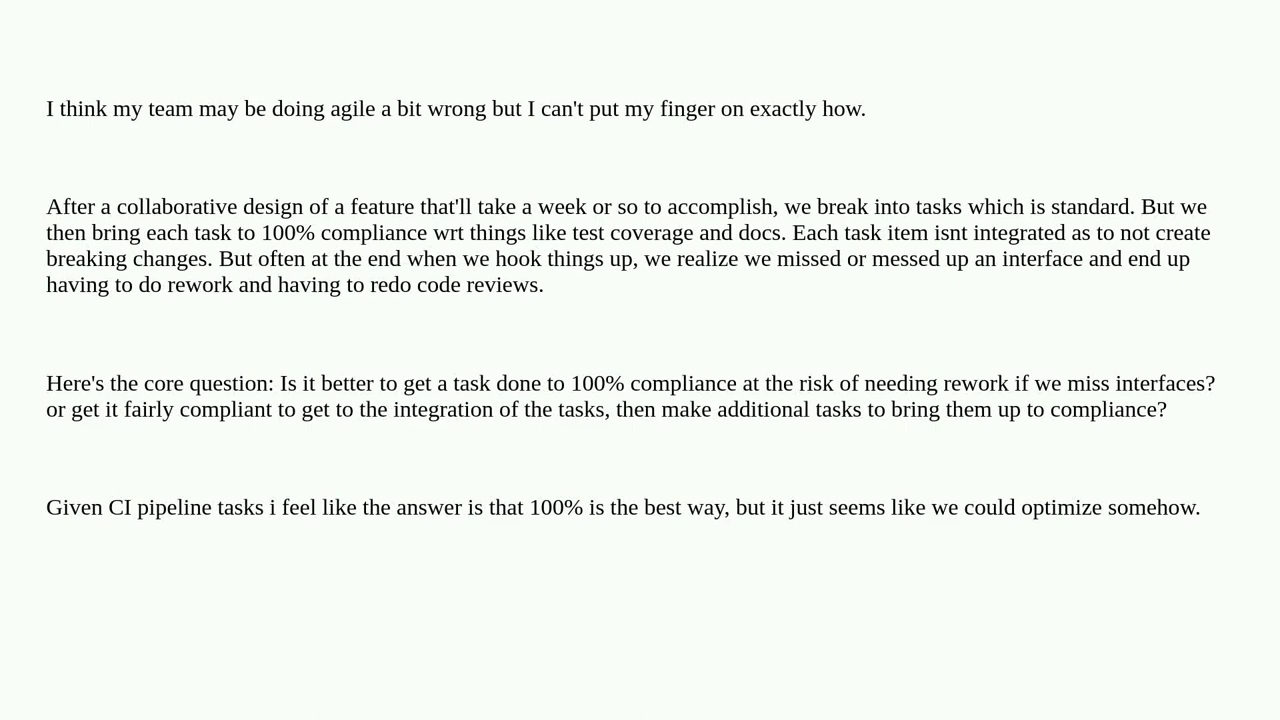 I think my team may be doing agile a bit wrong but I can't put my finger on exactly how.
After a collaborative design of a feature that'll take a week or so to accomplish, we break into tasks which is standard. But we
then bring each task to 100% compliance wrt things like test coverage and docs. Each task item isnt integrated as to not create
breaking changes. But often at the end when we hook things up, we realize we missed or messed up an interface and end up
having to do rework and having to redo code reviews.
Here's the core question: Is it better to get a task done to 100% compliance at the risk of needing rework if we miss interfaces?
or get it fairly compliant to get to the integration of the tasks, then make additional tasks to bring them up to compliance?
Given CI pipeline tasks i feel like the answer is that 100% is the best way, but it just seems like we could optimize somehow.